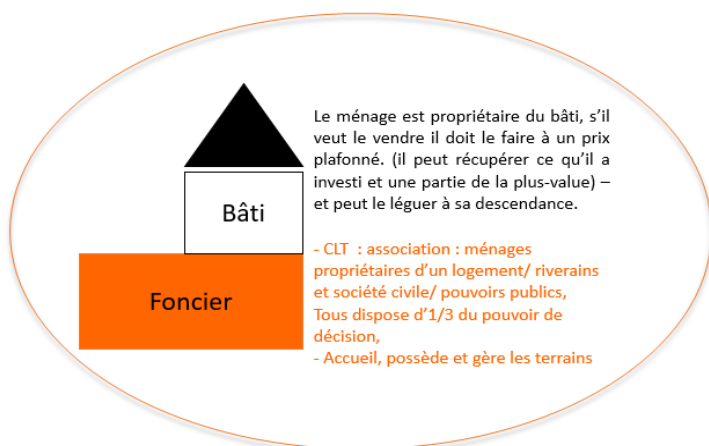 Le ménage est propriétaire du bâti, s’il
veut le vendre il doit le faire à un prix
plafonné. (il peut récupérer ce qu’il a
investi et une partie de la plus-value) –
et peut le léguer à sa descendance.
Bâti
- CLT : association : ménages
propriétaires d’un logement/ riverains
et société civile/ pouvoirs publics,
Tous dispose d’1/3 du pouvoir de
décision,
- Accueil, possède et gère les terrains
Foncier